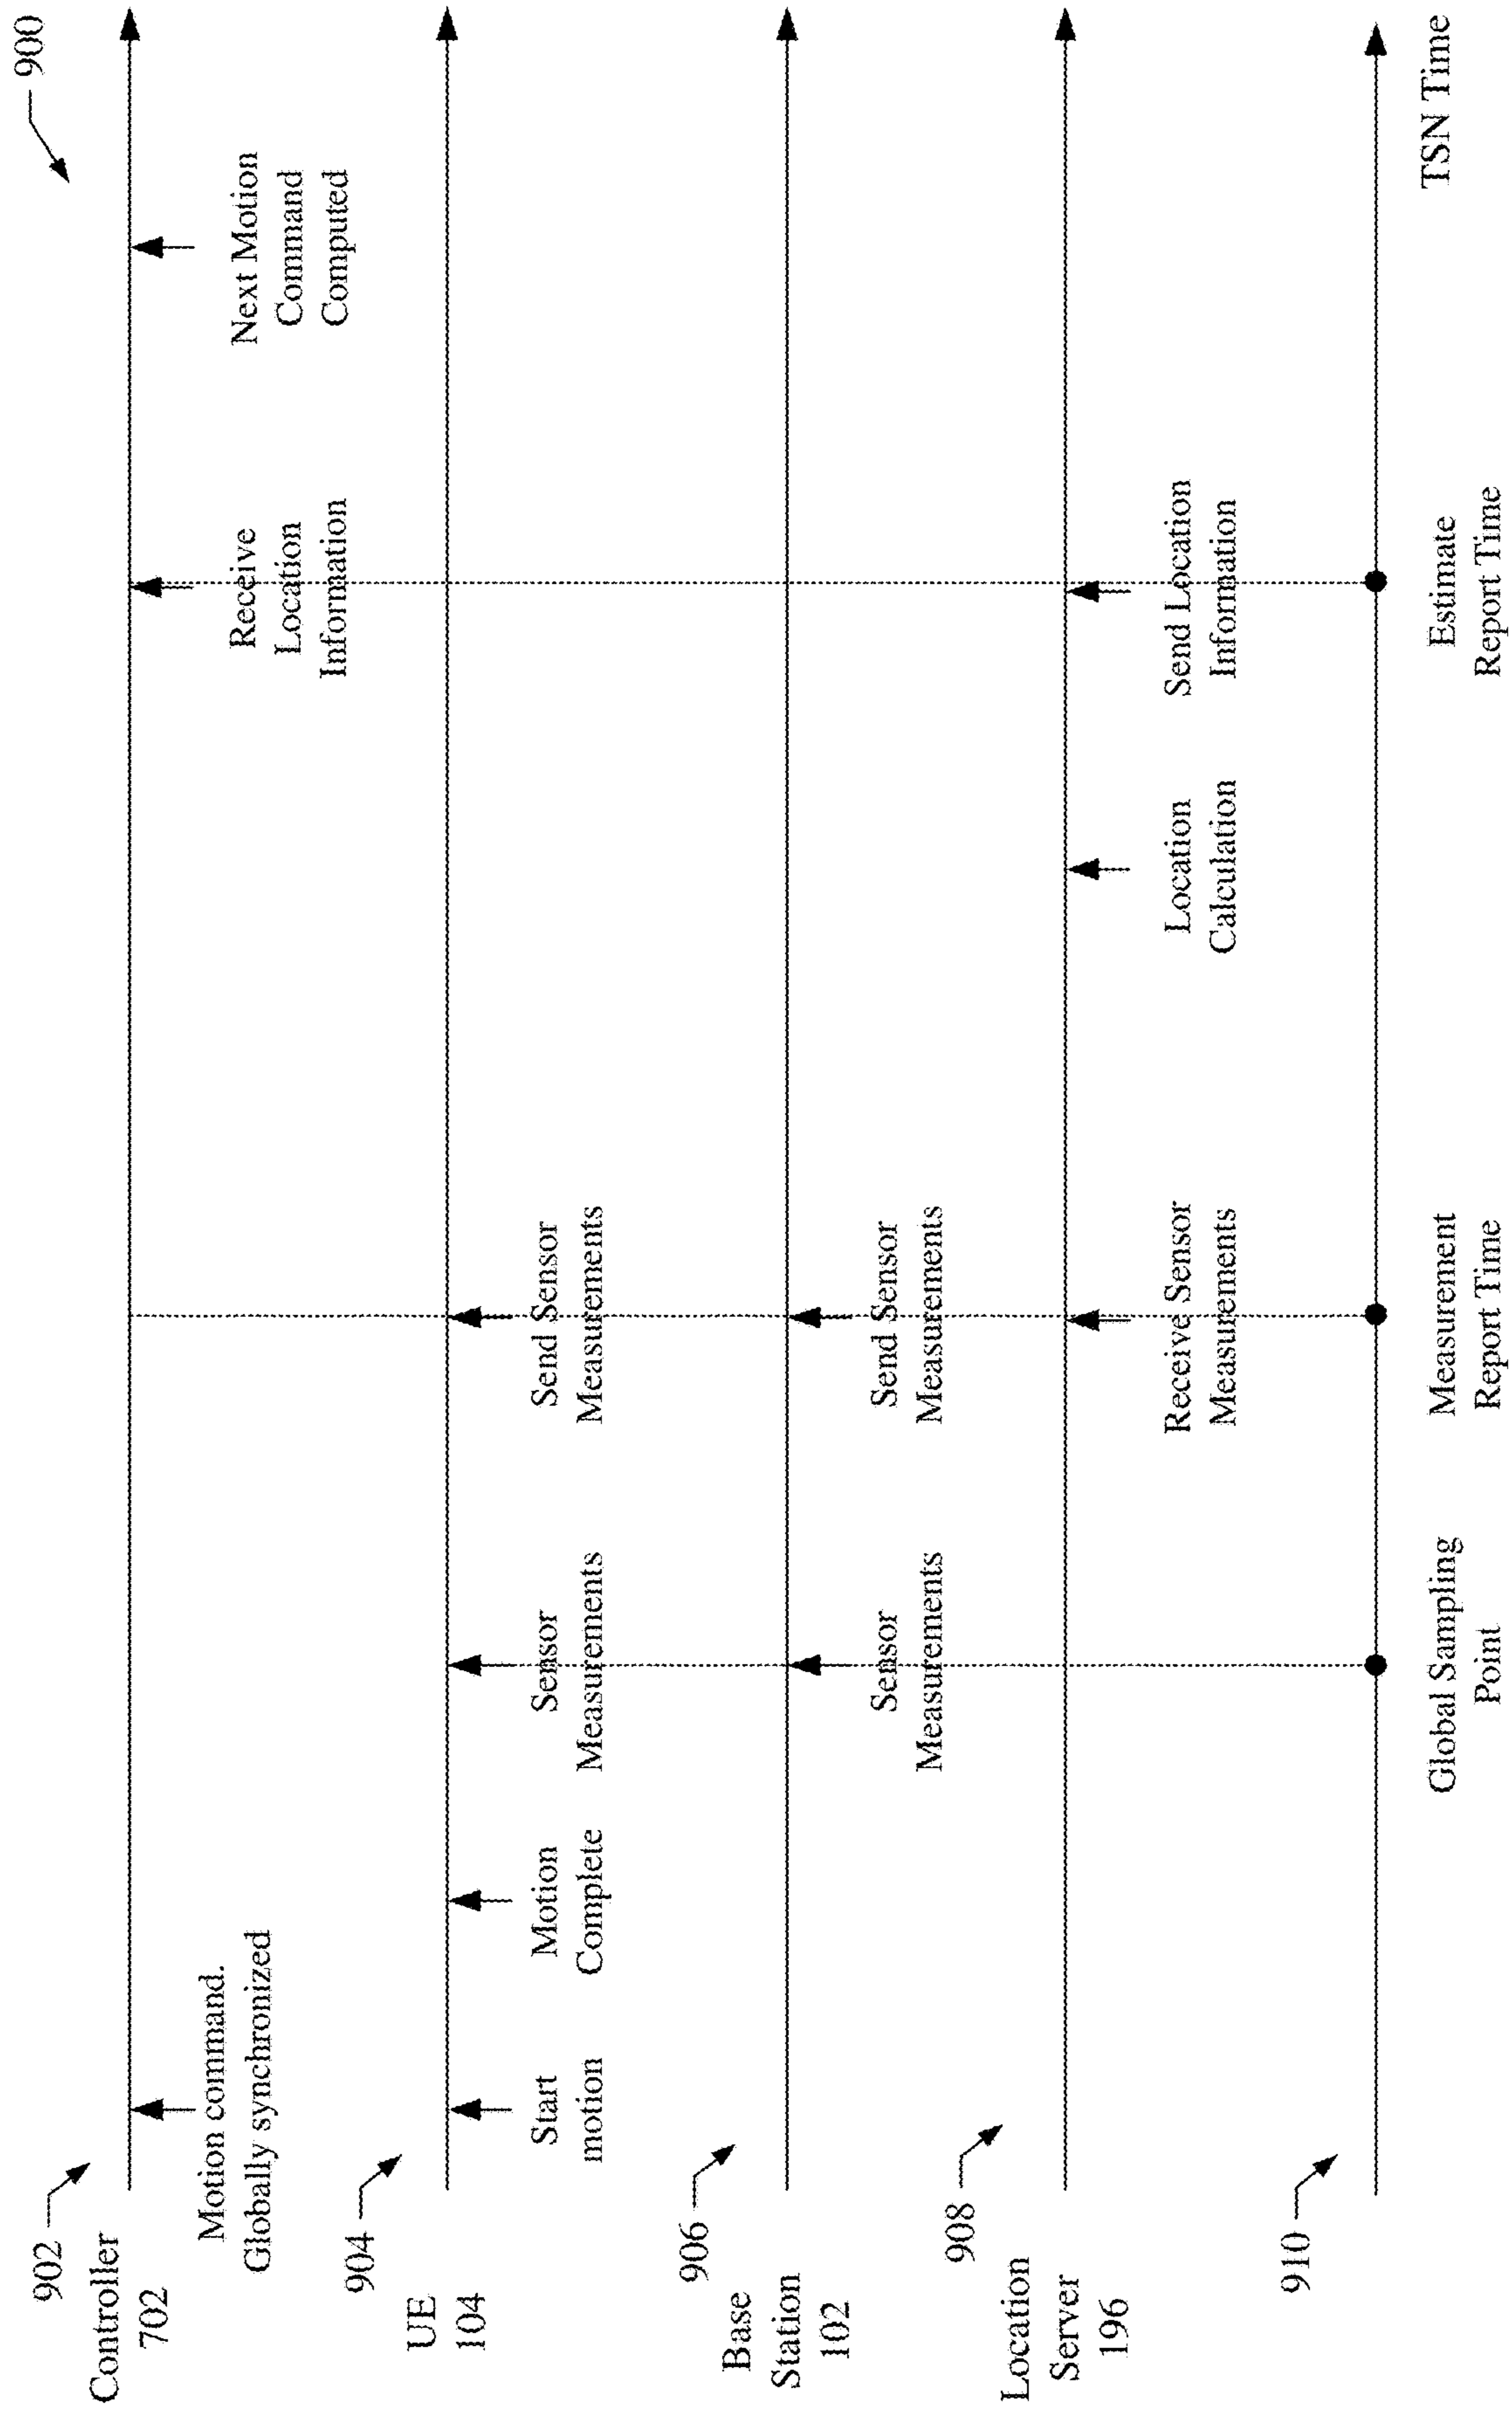 900
902
Controller
702
Motion command.
Globally synchronized
Receive
Location
Information
Next Motion
Command
Computed
904
UE
104
Start
motion
Motion
Complete
Sensor
Measurements
Send Sensor
Measurements
906
Base
Station
102
Sensor
Measurements
Send Sensor
Measurements
908
Location
Server
196
Receive Sensor
Measurements
Location
Calculation
Send Location
Information
910
Global Sampling
Point
Measurement
Report Time
Estimate
Report Time
TSN Time